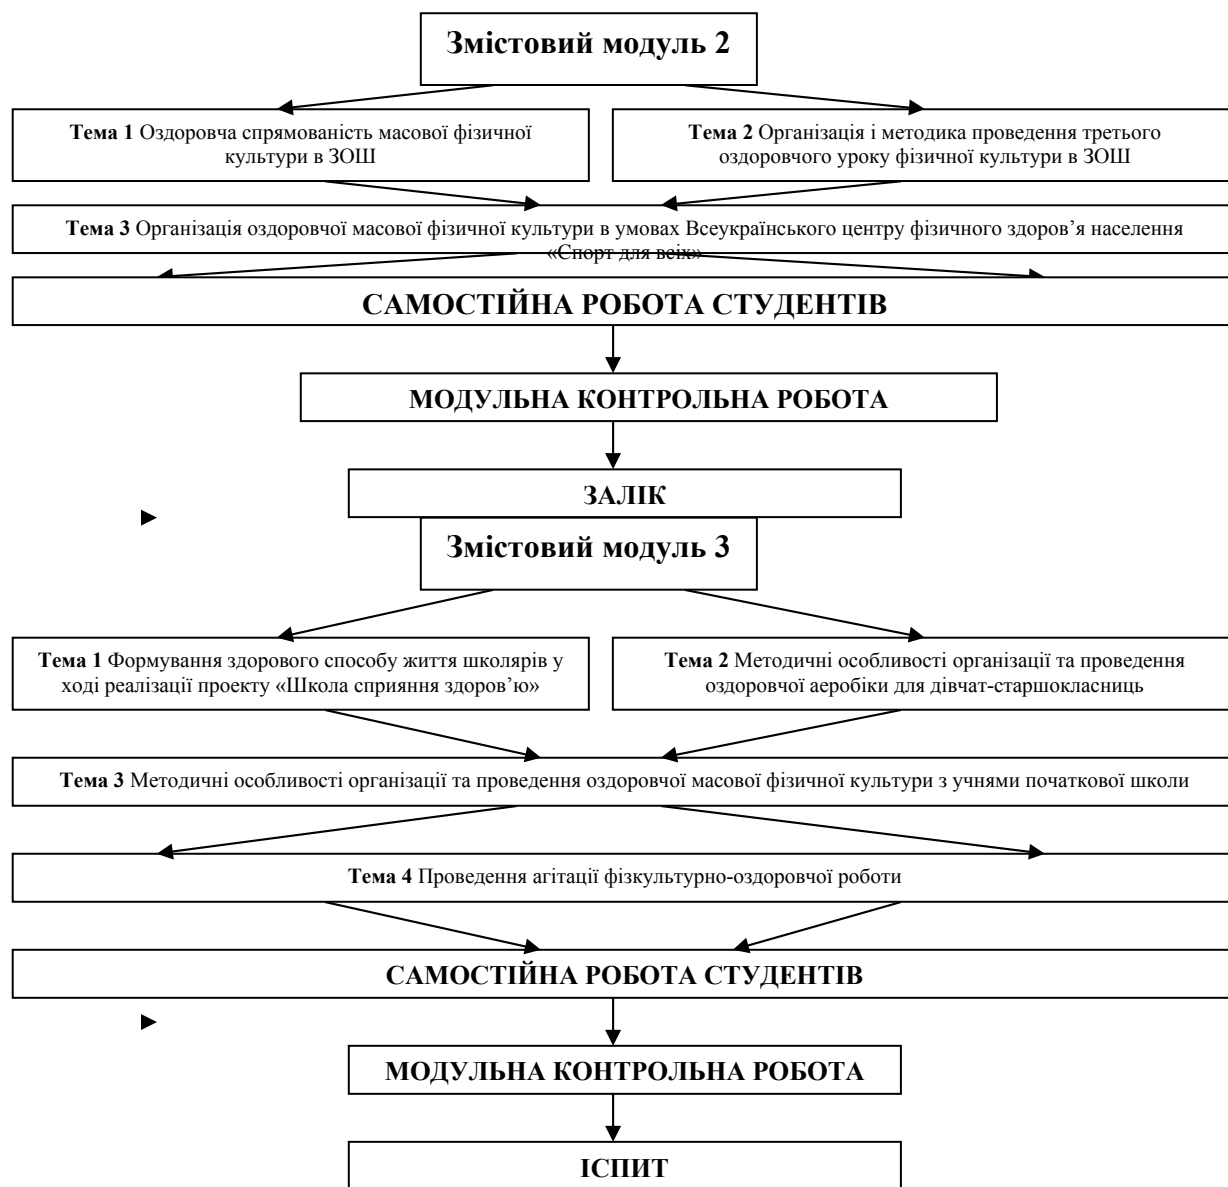 Змістовий модуль 2
Тема 1 Оздоровча спрямованість масової фізичної
культури в ЗОШ
Тема 2 Організація і методика проведення третього
оздоровчого уроку фізичної культури в ЗОШ
Тема 3 Організація оздоровчої масової фізичної культури в умовах Всеукраїнського центру фізичного здоров’я населення
«Спорт для всіх»
САМОСТІЙНА РОБОТА СТУДЕНТІВ
МОДУЛЬНА КОНТРОЛЬНА РОБОТА
ЗАЛІК
Змістовий модуль 3
Тема 1 Формування здорового способу життя школярів у
ході реалізації проекту «Школа сприяння здоров’ю»
Тема 2 Методичні особливості організації та проведення
оздоровчої аеробіки для дівчат-старшокласниць
Тема 3 Методичні особливості організації та проведення оздоровчої масової фізичної культури з учнями початкової школи
Тема 4 Проведення агітації фізкультурно-оздоровчої роботи
САМОСТІЙНА РОБОТА СТУДЕНТІВ
МОДУЛЬНА КОНТРОЛЬНА РОБОТА
ІСПИТ